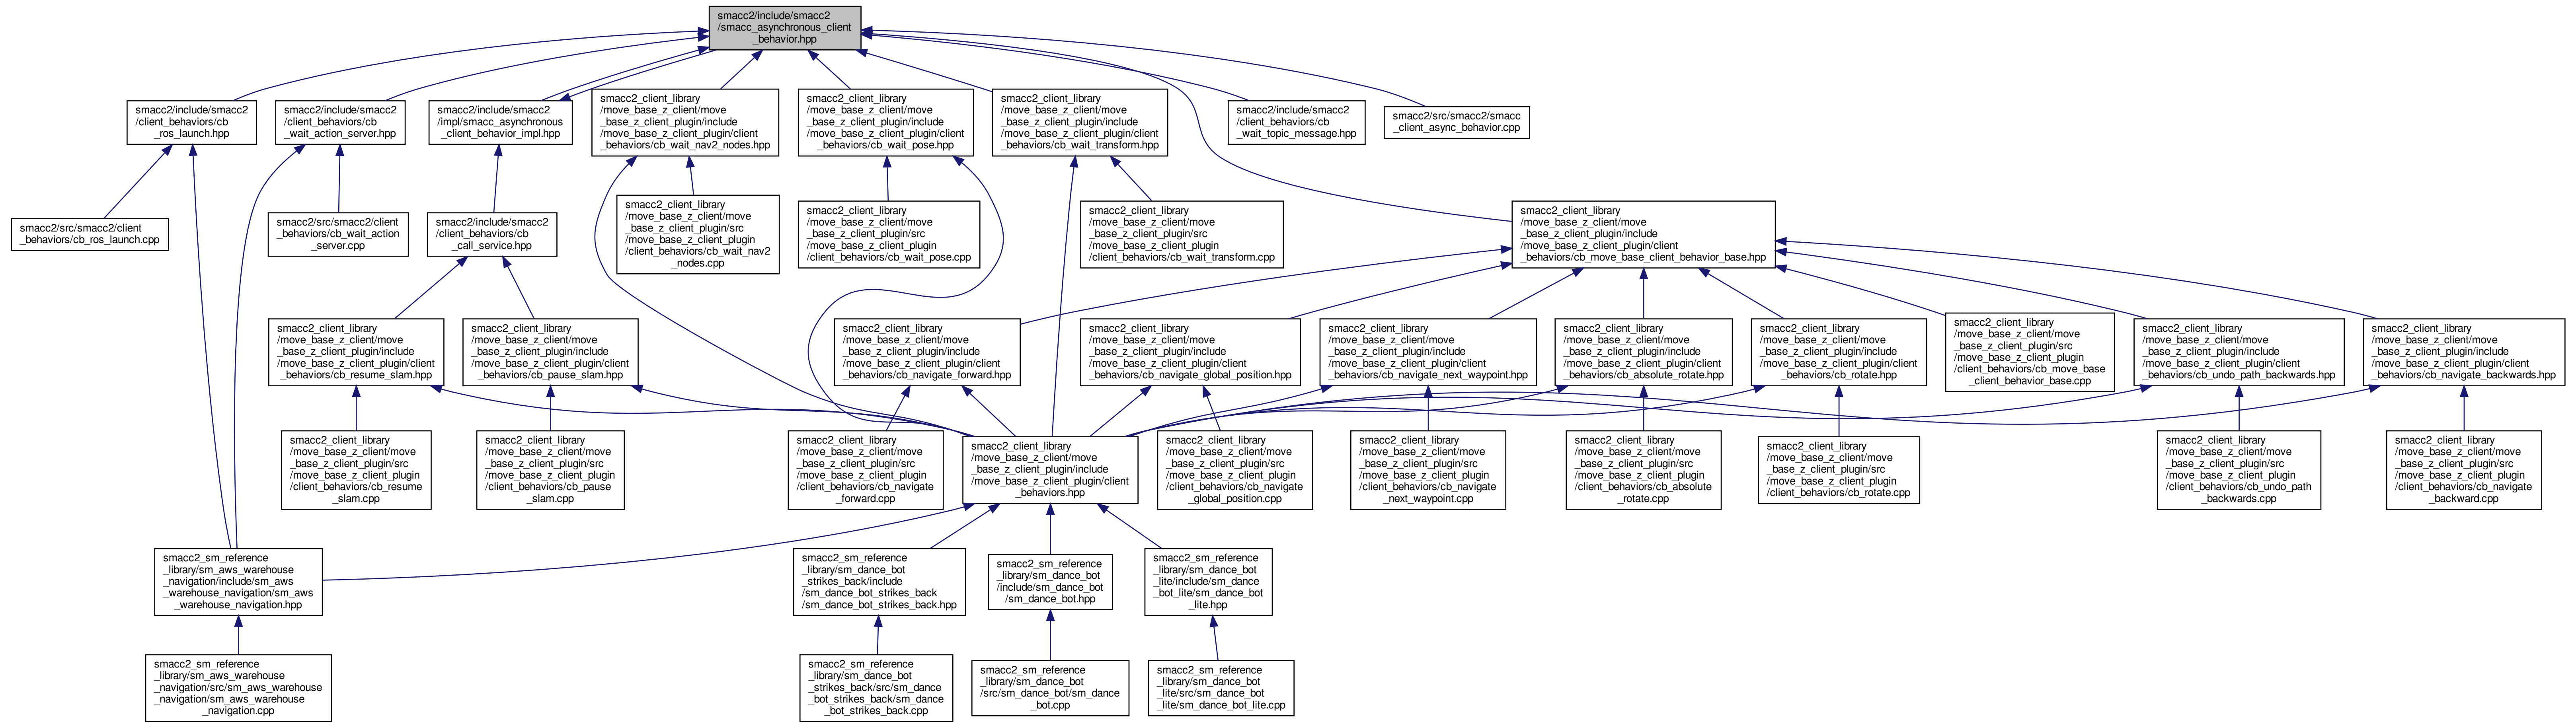 smacc2/include/smacc2
/smacc_asynchronous_client
_behavior.hpp
smacc2/include/smacc2
/client_behaviors/cb
_ros_launch.hpp
smacc2/include/smacc2
/client_behaviors/cb
_wait_action_server.hpp
smacc2/include/smacc2
/impl/smacc_asynchronous
_client_behavior_impl.hpp
smacc2_client_library
/move_base_z_client/move
_base_z_client_plugin/include
/move_base_z_client_plugin/client
_behaviors/cb_wait_nav2_nodes.hpp
smacc2_client_library
/move_base_z_client/move
_base_z_client_plugin/include
/move_base_z_client_plugin/client
_behaviors/cb_wait_pose.hpp
smacc2_client_library
/move_base_z_client/move
_base_z_client_plugin/include
/move_base_z_client_plugin/client
_behaviors/cb_wait_transform.hpp
smacc2/include/smacc2
/client_behaviors/cb
_wait_topic_message.hpp
smacc2/src/smacc2/smacc
_client_async_behavior.cpp
smacc2/src/smacc2/client
_behaviors/cb_ros_launch.cpp
smacc2/src/smacc2/client
_behaviors/cb_wait_action
_server.cpp
smacc2/include/smacc2
/client_behaviors/cb
_call_service.hpp
smacc2_client_library
/move_base_z_client/move
_base_z_client_plugin/src
/move_base_z_client_plugin
/client_behaviors/cb_wait_nav2
_nodes.cpp
smacc2_client_library
/move_base_z_client/move
_base_z_client_plugin/src
/move_base_z_client_plugin
/client_behaviors/cb_wait_pose.cpp
smacc2_client_library
/move_base_z_client/move
_base_z_client_plugin/src
/move_base_z_client_plugin
/client_behaviors/cb_wait_transform.cpp
smacc2_client_library
/move_base_z_client/move
_base_z_client_plugin/include
/move_base_z_client_plugin/client
_behaviors/cb_move_base_client_behavior_base.hpp
smacc2_client_library
/move_base_z_client/move
_base_z_client_plugin/include
/move_base_z_client_plugin/client
_behaviors/cb_resume_slam.hpp
smacc2_client_library
/move_base_z_client/move
_base_z_client_plugin/include
/move_base_z_client_plugin/client
_behaviors/cb_pause_slam.hpp
smacc2_client_library
/move_base_z_client/move
_base_z_client_plugin/include
/move_base_z_client_plugin/client
_behaviors/cb_navigate_forward.hpp
smacc2_client_library
/move_base_z_client/move
_base_z_client_plugin/include
/move_base_z_client_plugin/client
_behaviors/cb_navigate_global_position.hpp
smacc2_client_library
/move_base_z_client/move
_base_z_client_plugin/include
/move_base_z_client_plugin/client
_behaviors/cb_navigate_next_waypoint.hpp
smacc2_client_library
/move_base_z_client/move
_base_z_client_plugin/include
/move_base_z_client_plugin/client
_behaviors/cb_absolute_rotate.hpp
smacc2_client_library
/move_base_z_client/move
_base_z_client_plugin/include
/move_base_z_client_plugin/client
_behaviors/cb_rotate.hpp
smacc2_client_library
/move_base_z_client/move
_base_z_client_plugin/src
/move_base_z_client_plugin
/client_behaviors/cb_move_base
_client_behavior_base.cpp
smacc2_client_library
/move_base_z_client/move
_base_z_client_plugin/include
/move_base_z_client_plugin/client
_behaviors/cb_undo_path_backwards.hpp
smacc2_client_library
/move_base_z_client/move
_base_z_client_plugin/include
/move_base_z_client_plugin/client
_behaviors/cb_navigate_backwards.hpp
smacc2_client_library
/move_base_z_client/move
_base_z_client_plugin/src
/move_base_z_client_plugin
/client_behaviors/cb_resume
_slam.cpp
smacc2_client_library
/move_base_z_client/move
_base_z_client_plugin/src
/move_base_z_client_plugin
/client_behaviors/cb_pause
_slam.cpp
smacc2_client_library
/move_base_z_client/move
_base_z_client_plugin/src
/move_base_z_client_plugin
/client_behaviors/cb_navigate
_forward.cpp
smacc2_client_library
/move_base_z_client/move
_base_z_client_plugin/include
/move_base_z_client_plugin/client
_behaviors.hpp
smacc2_client_library
/move_base_z_client/move
_base_z_client_plugin/src
/move_base_z_client_plugin
/client_behaviors/cb_navigate
_global_position.cpp
smacc2_client_library
/move_base_z_client/move
_base_z_client_plugin/src
/move_base_z_client_plugin
/client_behaviors/cb_navigate
_next_waypoint.cpp
smacc2_client_library
/move_base_z_client/move
_base_z_client_plugin/src
/move_base_z_client_plugin
/client_behaviors/cb_absolute
_rotate.cpp
smacc2_client_library
/move_base_z_client/move
_base_z_client_plugin/src
/move_base_z_client_plugin
/client_behaviors/cb_rotate.cpp
smacc2_client_library
/move_base_z_client/move
_base_z_client_plugin/src
/move_base_z_client_plugin
/client_behaviors/cb_undo_path
_backwards.cpp
smacc2_client_library
/move_base_z_client/move
_base_z_client_plugin/src
/move_base_z_client_plugin
/client_behaviors/cb_navigate
_backward.cpp
smacc2_sm_reference
_library/sm_aws_warehouse
_navigation/include/sm_aws
_warehouse_navigation/sm_aws
_warehouse_navigation.hpp
smacc2_sm_reference
_library/sm_dance_bot
_strikes_back/include
/sm_dance_bot_strikes_back
/sm_dance_bot_strikes_back.hpp
smacc2_sm_reference
_library/sm_dance_bot
/include/sm_dance_bot
/sm_dance_bot.hpp
smacc2_sm_reference
_library/sm_dance_bot
_lite/include/sm_dance
_bot_lite/sm_dance_bot
_lite.hpp
smacc2_sm_reference
_library/sm_aws_warehouse
_navigation/src/sm_aws_warehouse
_navigation/sm_aws_warehouse
_navigation.cpp
smacc2_sm_reference
_library/sm_dance_bot
_strikes_back/src/sm_dance
_bot_strikes_back/sm_dance
_bot_strikes_back.cpp
smacc2_sm_reference
_library/sm_dance_bot
/src/sm_dance_bot/sm_dance
_bot.cpp
smacc2_sm_reference
_library/sm_dance_bot
_lite/src/sm_dance_bot
_lite/sm_dance_bot_lite.cpp